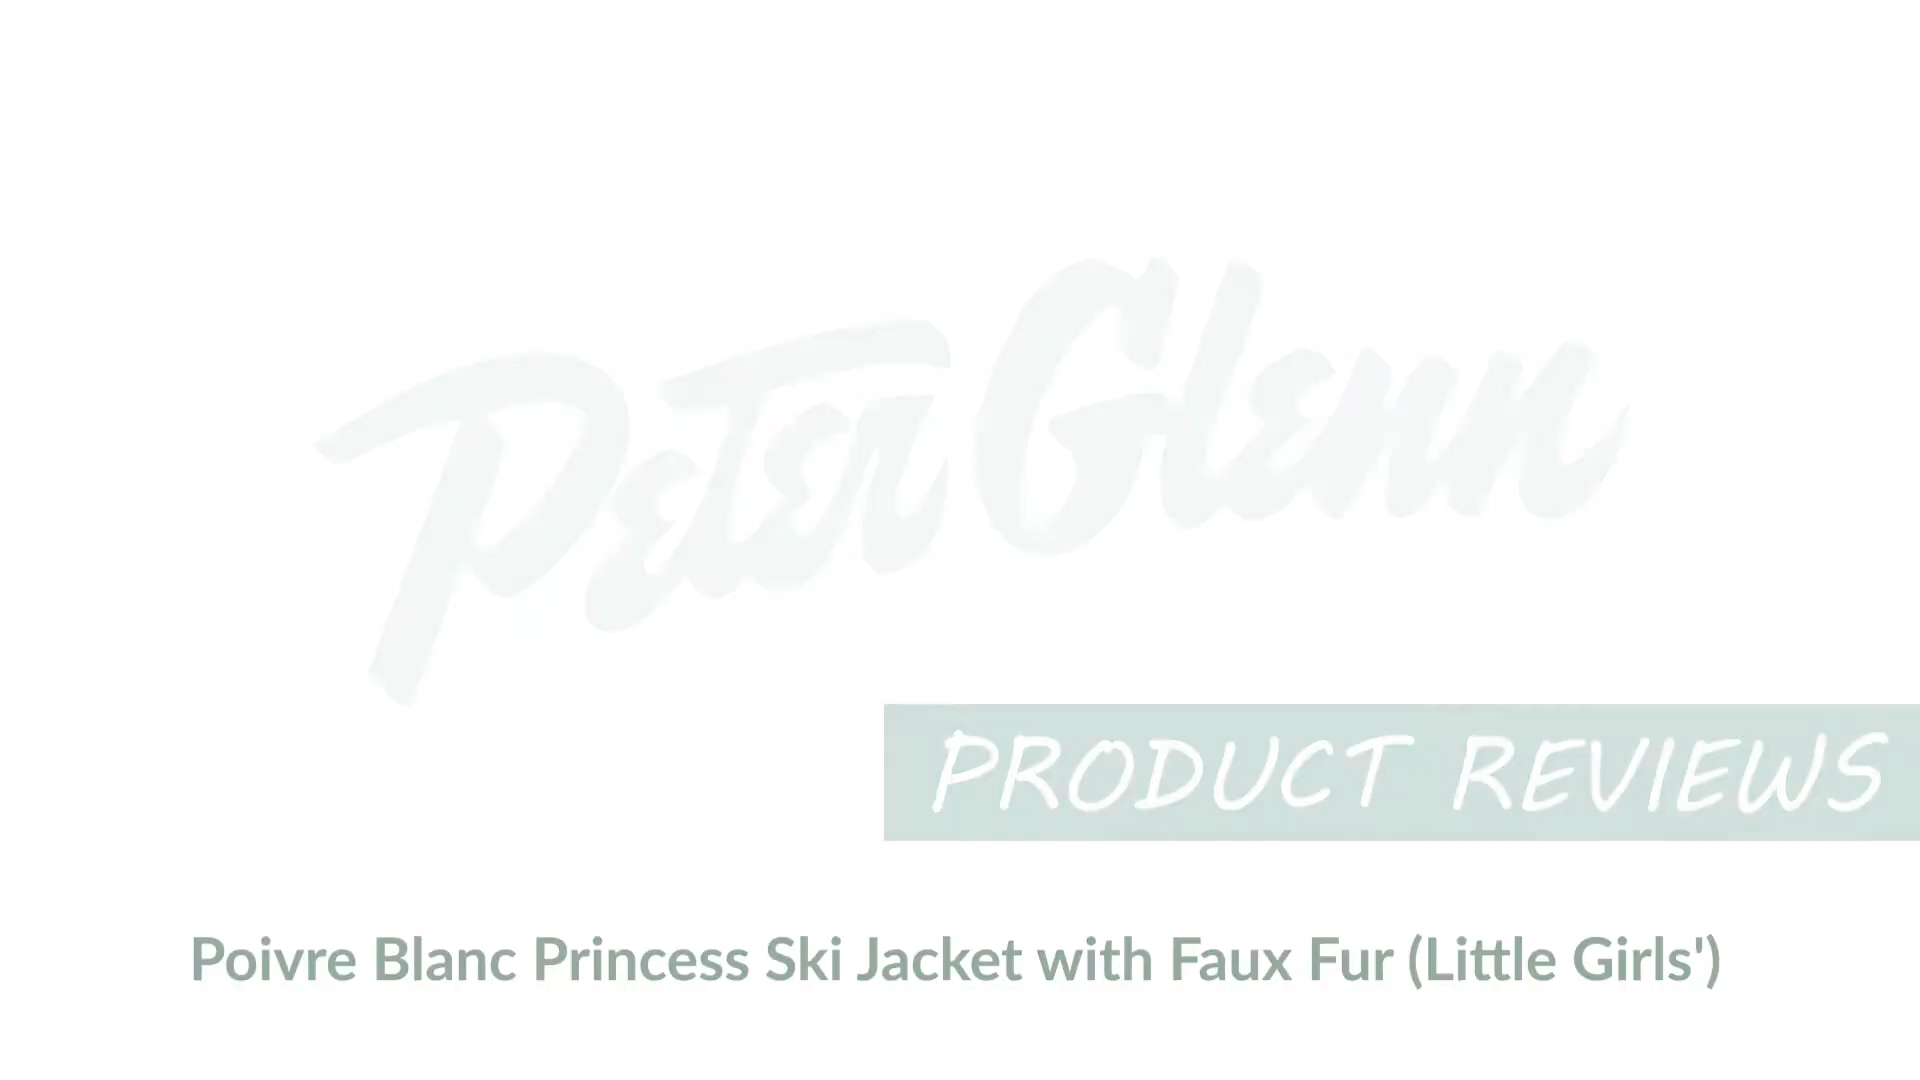 Peter Glenn
PRODUCT REVIEWS
Poivre Blanc Princess Ski Jacket with Faux Fur (Little Girls')